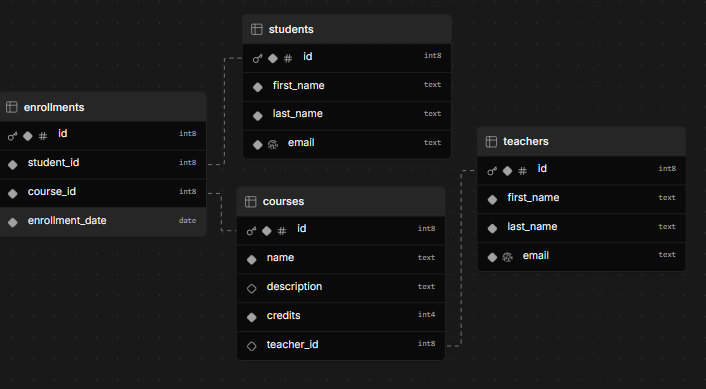 students
id int8
first_name text
last_name text
email text
enrollments
id int8
student_id int8
course_id int8
enrollment_date date
courses
id int8
name text
description text
credits int4
teacher_id int8
teachers
id int8
first_name text
last_name text
email text